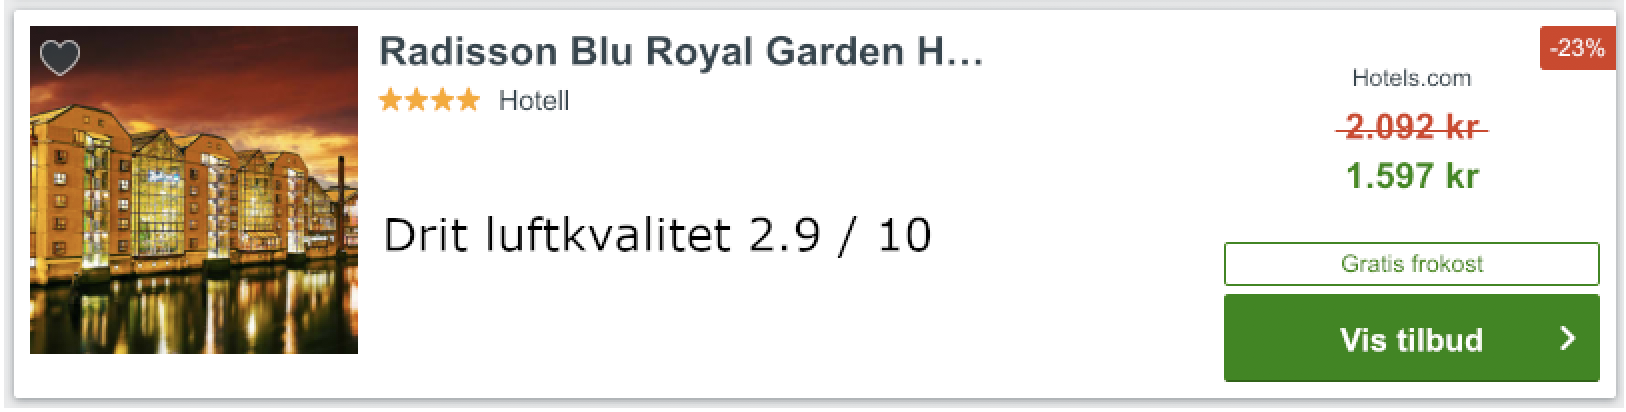 Radisson Blu Royal Garden H...
Hotell
Drit luftkvalitet 2.9 / 10
-23%
Hotels.com
2.092 kr
1.597 kr
Gratis frokost
Vis tilbud